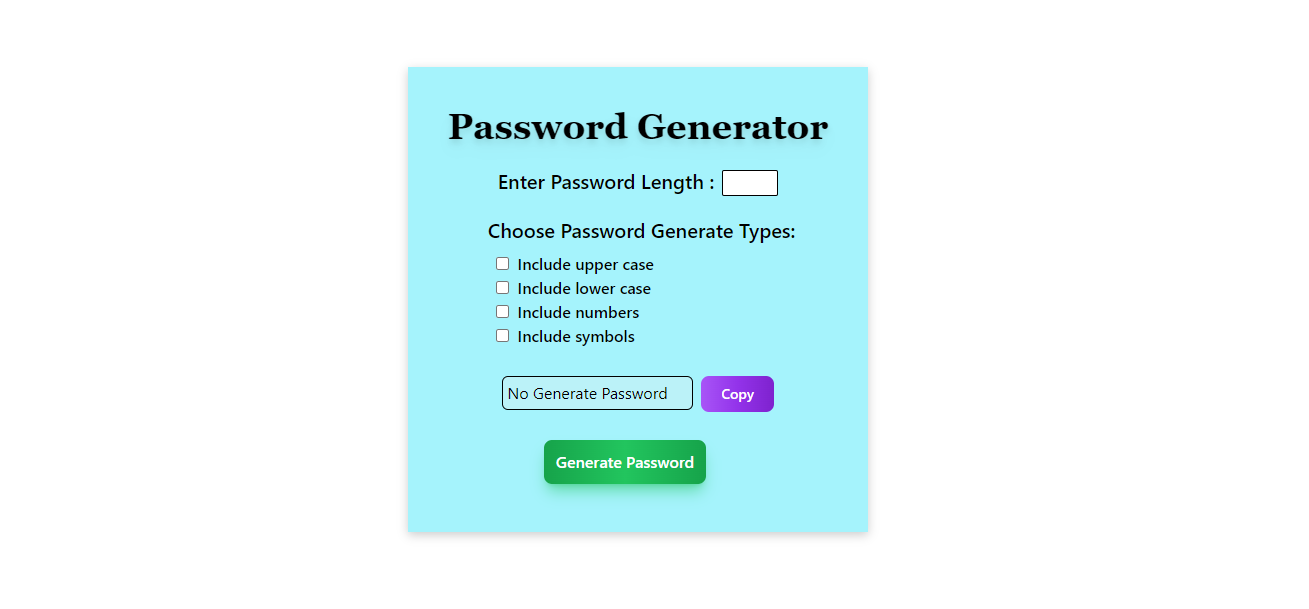 Password Generator
Enter Password Length :
Choose Password Generate Types:
Include upper case
Include lower case
Include numbers
Include symbols
No Generate Password Copy
Generate Password